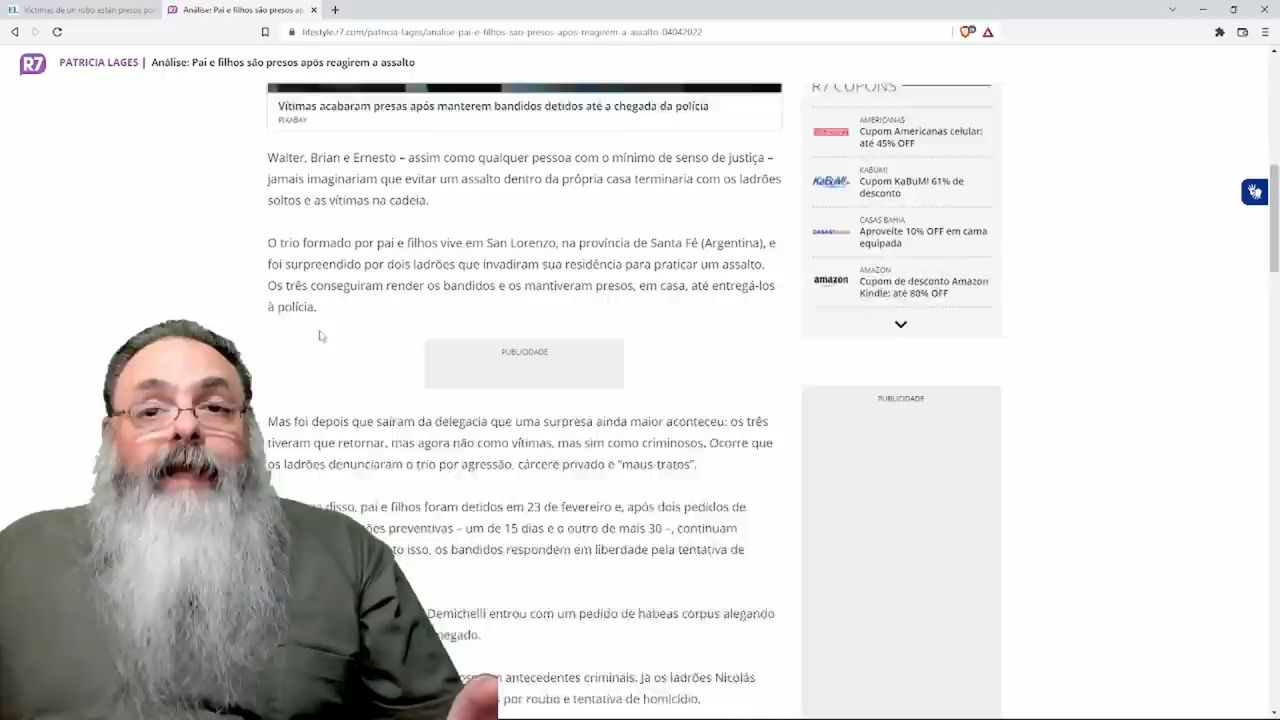 EL Víctimas de un robo están presos por
R7 Análise: Pai e filhos são presos ap
lifestyle.r7.com/patricia-lages/analise-pai-e-filhos-sao-presos-apos-reagirem-a-assalto-04042022
R7 PATRICIA LAGES | Análise: Pai e filhos são presos após reagirem a assalto
Vítimas acabaram presas após manterem bandidos detidos até a chegada da polícia
PIXABAY
Walter, Brian e Ernesto – assim como qualquer pessoa com o mínimo de senso de justiça –
jamais imaginariam que evitar um assalto dentro da própria casa terminaria com os ladrões
soltos e as vítimas na cadeia.
O trio formado por pai e filhos vive em San Lorenzo, na província de Santa Fé (Argentina), e
foi surpreendido por dois ladrões que invadiram sua residência para praticar um assalto.
Os três conseguiram render os bandidos e os mantiveram presos, em casa, até entregá-los
à polícia.
PUBLICIDADE
Mas foi depois que saíram da delegacia que uma surpresa ainda maior aconteceu: os três
tiveram que retornar, mas agora não como vítimas, mas sim como criminosos. Ocorre que
os ladrões denunciaram o trio por agressão, cárcere privado e “maus-tratos”.
disso, pai e filhos foram detidos em 23 de fevereiro e, após dois pedidos de
preventivas – um de 15 dias e o outro de mais 30 –, continuam
isso, os bandidos respondem em liberdade pela tentativa de
Demichelli entrou com um pedido de habeas corpus alegando
negado.
antecedentes criminais. Já os ladrões Nicolás
por roubo e tentativa de homicídio.
R7 CUPONS
AMERICANAS
Cupom Americanas celular:
até 45% OFF
KABUM!
KaBuM!
Cupom KaBuM! 61% de
desconto
CASAS BAHIA
CASASBAHIA
Aproveite 10% OFF em cama
equipada
AMAZON
amazon
Cupom de desconto Amazon
Kindle: até 80% OFF
PUBLICIDADE